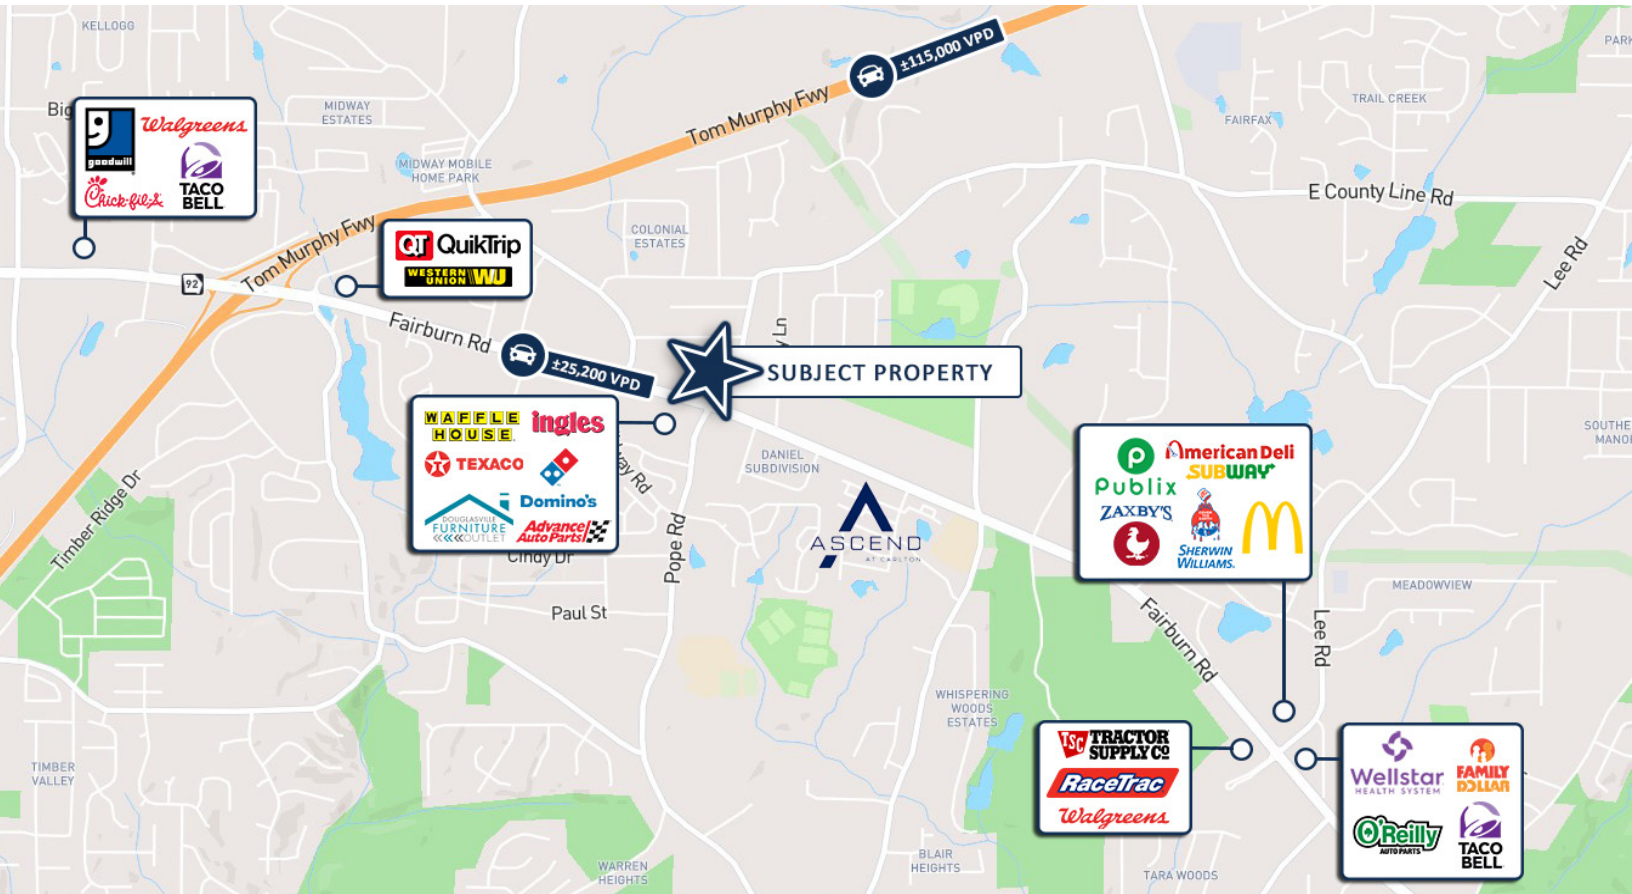 KELLOGG
±115,000 VPD
PARK
Big
MIDWAY
ESTATES
TRAIL CREEK
FAIRFAX
Tom Murphy Fwy
g
goodwill
Walgreens
Chick-fil-A
TACO
BELL
MIDWAY MOBILE
HOME PARK
E County Line Rd
Tom Murphy Fwy
QT QuikTrip
WESTERN
UNION WU
COLONIAL
ESTATES
Lee Rd
92
Fairburn Rd
±25,200 VPD
y Ln
SUBJECT PROPERTY
WAFFLE
HOUSE
ingles
TEXACO
Domino's
DOUGLASVILLE
FURNITURE
<<<<OUTLET
Advance
Auto Parts
way Rd
DANIEL
SUBDIVISION
SOUTHE
MANO
Publix
American Deli
SUBWAY
ZAXBY'S
SHERWIN
WILLIAMS.
Timber Ridge Dr
Cindy Dr
Pope Rd
ASCEND
AT CARLTON
MEADOWVIEW
Paul St
Fairburn Rd
Lee Rd
WHISPERING
WOODS
ESTATES
TIMBER
VALLEY
TSC TRACTOR
SUPPLY CO
RaceTrac
Walgreens
Wellstar
HEALTH SYSTEM
FAMILY
DOLLAR
O'Reilly
AUTO PARTS
TACO
BELL
WARREN
HEIGHTS
BLAIR
HEIGHTS
TARA WOODS